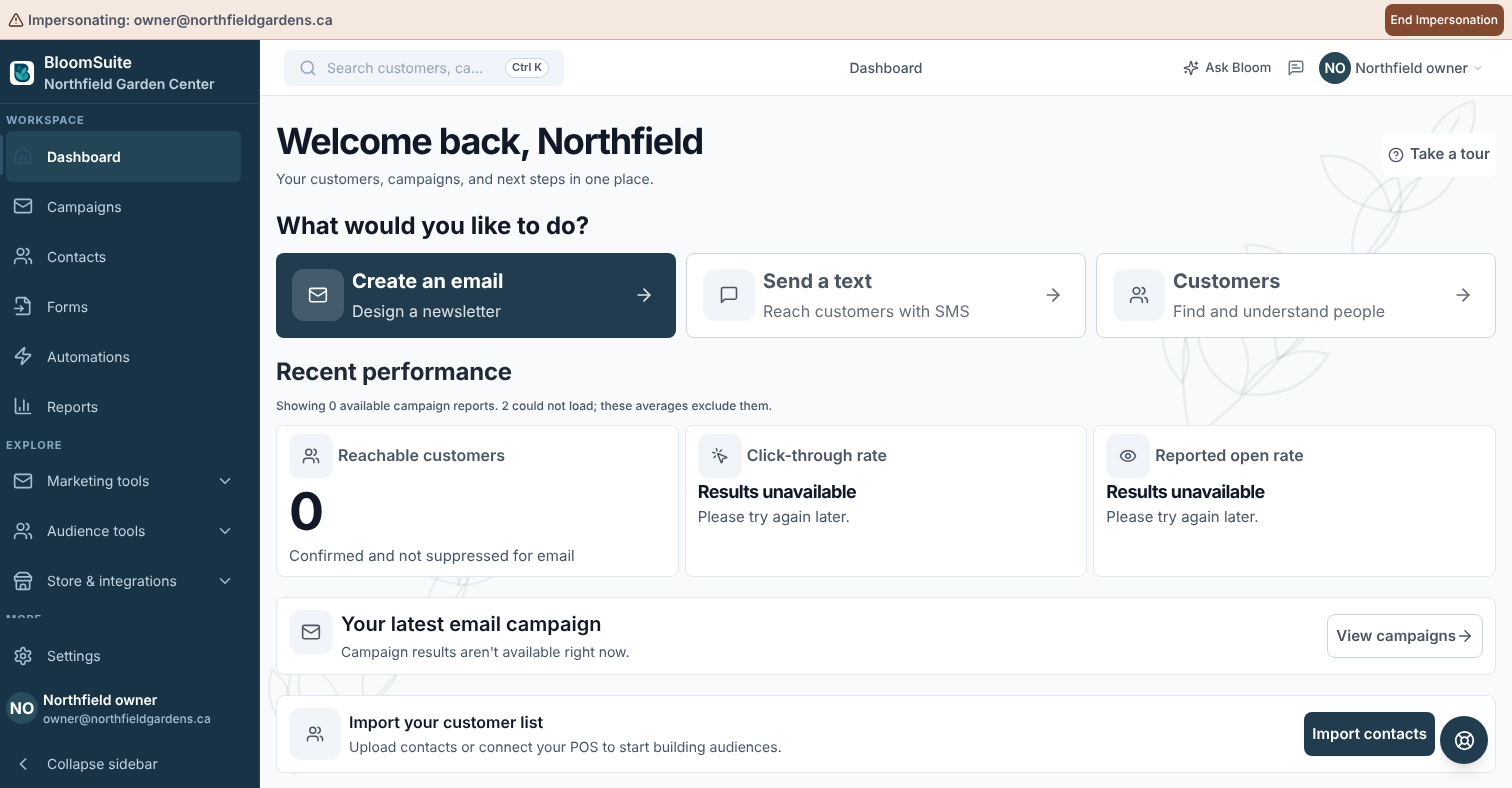 Impersonating: owner@northfieldgardens.ca
End Impersonation
BloomSuite
Northfield Garden Center
Search customers, ca...
Ctrl K
Dashboard
Ask Bloom
NO
Northfield owner
WORKSPACE
Dashboard
Campaigns
Contacts
Forms
Automations
Reports
EXPLORE
Marketing tools
Audience tools
Store & integrations
MORE
Settings
NO
Northfield owner
owner@northfieldgardens.ca
Collapse sidebar
Welcome back, Northfield
Your customers, campaigns, and next steps in one place.
Take a tour
What would you like to do?
Create an email
Design a newsletter
Send a text
Reach customers with SMS
Customers
Find and understand people
Recent performance
Showing 0 available campaign reports. 2 could not load; these averages exclude them.
Reachable customers
0
Confirmed and not suppressed for email
Click-through rate
Results unavailable
Please try again later.
Reported open rate
Results unavailable
Please try again later.
Your latest email campaign
Campaign results aren't available right now.
View campaigns
Import your customer list
Upload contacts or connect your POS to start building audiences.
Import contacts